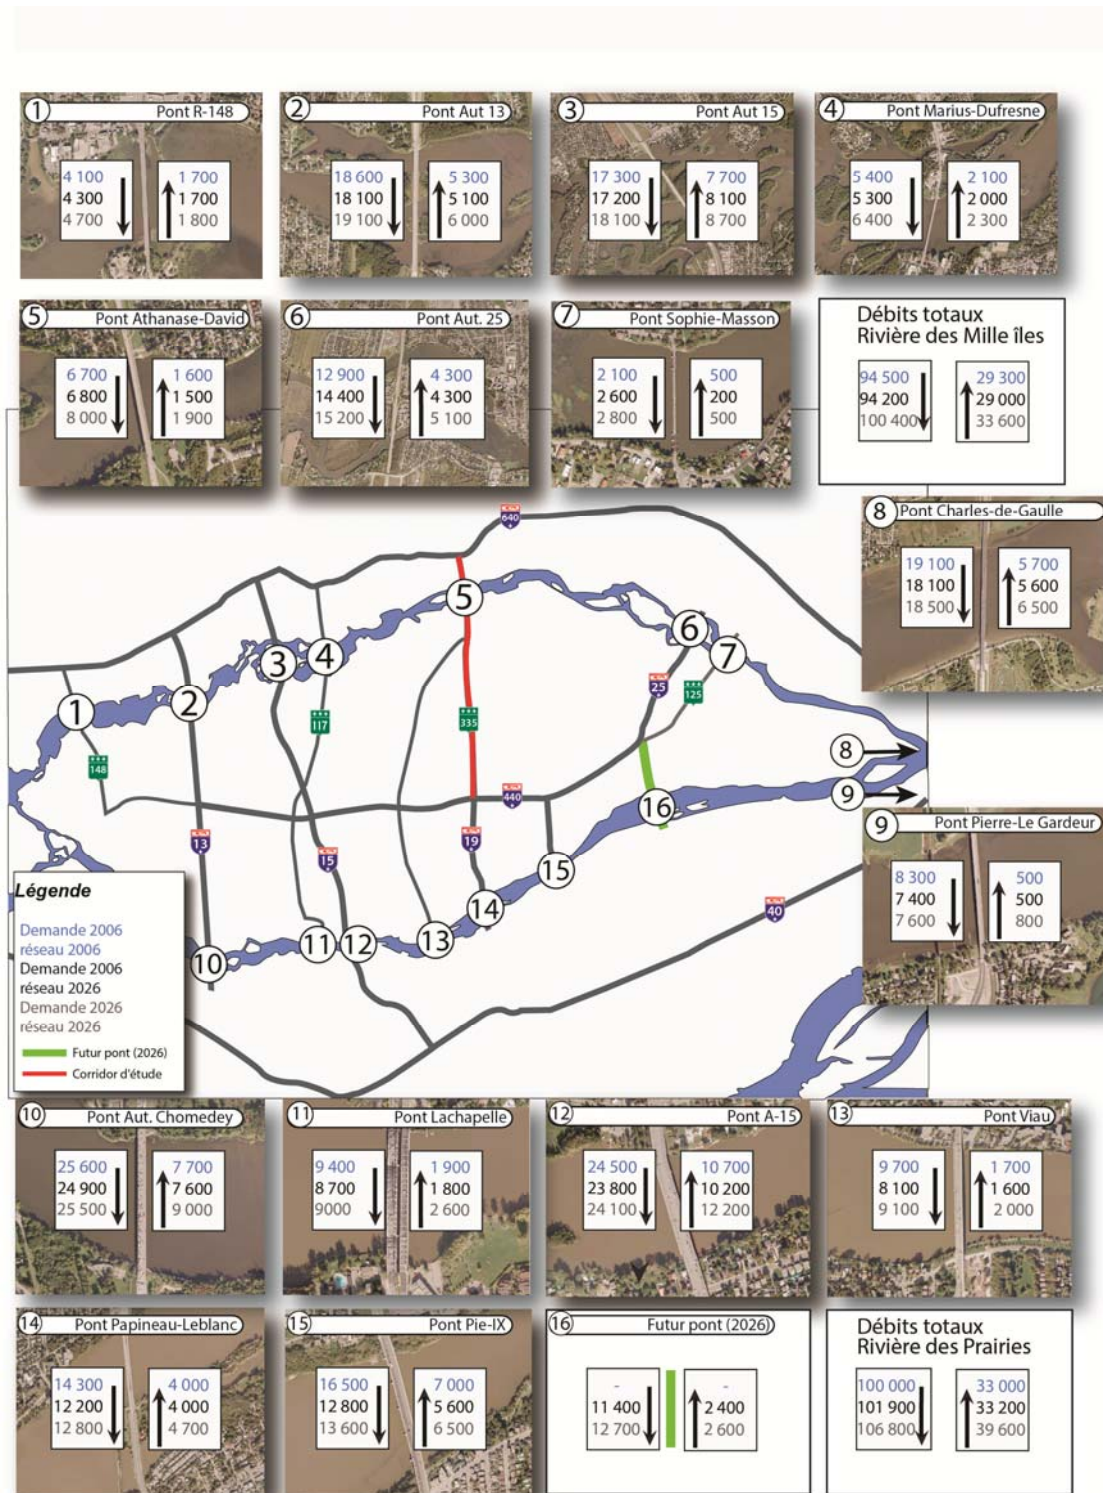 1 Pont R-148
4 100 1 700
4 300 1 700
4 700 1 800
2 Pont Aut 13
18 600 5 300
18 100 5 100
19 100 6 000
3 Pont Aut 15
17 300 7 700
17 200 8 100
18 100 8 700
4 Pont Marius-Dufresne
5 400 2 100
5 300 2 000
6 400 2 300
5 Pont Athanase-David
6 700 1 600
6 800 1 500
8 000 1 900
6 Pont Aut. 25
12 900 4 300
14 400 4 300
15 200 5 100
7 Pont Sophie-Masson
2 100 500
2 600 200
2 800 500
Débits totaux
Rivière des Mille îles
94 500 29 300
94 200 29 000
100 400 33 600
8 Pont Charles-de-Gaulle
19 100 5 700
18 100 5 600
18 500 6 500
640
5
6
3 4
7
2
1
25
125
117
335
148
8
440
16
9
13
15
19
15
14
40
13
11 12
10
9 Pont Pierre-Le Gardeur
8 300 500
7 400 500
7 600 800
Légende
Demande 2006
réseau 2006
Demande 2006
réseau 2026
Demande 2026
réseau 2026
Futur pont (2026)
Corridor d'étude
10 Pont Aut. Chomedey
25 600 7 700
24 900 7 600
25 500 9 000
11 Pont Lachapelle
9 400 1 900
8 700 1 800
9000 2 600
12 Pont A-15
24 500 10 700
23 800 10 200
24 100 12 200
13 Pont Viau
9 700 1 700
8 100 1 600
9 100 2 000
14 Pont Papineau-Leblanc
14 300 4 000
12 200 4 000
12 800 4 700
15 Pont Pie-IX
16 500 7 000
12 800 5 600
13 600 6 500
16 Futur pont (2026)
- -
11 400 2 400
12 700 2 600
Débits totaux
Rivière des Prairies
100 000 33 000
101 900 33 200
106 800 39 600